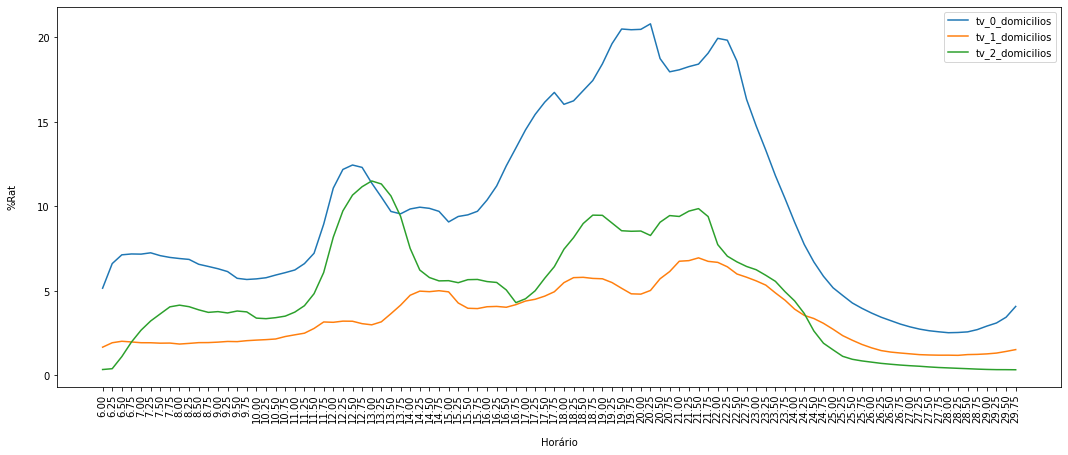 tv_0_domicilios
tv_1_domicilios
tv_2_domicilios
%Rat
20
15
10
5
0
6.00 6.25 6.50 6.75 7.00 7.25 7.50 7.75 8.00 8.25 8.50 8.75 9.00 9.25 9.50 9.75 10.00 10.25 10.50 10.75 11.00 11.25 11.50 11.75 12.00 12.25 12.50 12.75 13.00 13.25 13.50 13.75 14.00 14.25 14.50 14.75 15.00 15.25 15.50 15.75 16.00 16.25 16.50 16.75 17.00 17.25 17.50 17.75 18.00 18.25 18.50 18.75 19.00 19.25 19.50 19.75 20.00 20.25 20.50 20.75 21.00 21.25 21.50 21.75 22.00 22.25 22.50 22.75 23.00 23.25 23.50 23.75 24.00 24.25 24.50 24.75 25.00 25.25 25.50 25.75 26.00 26.25 26.50 26.75 27.00 27.25 27.50 27.75 28.00 28.25 28.50 28.75 29.00 29.25 29.50 29.75
Horário